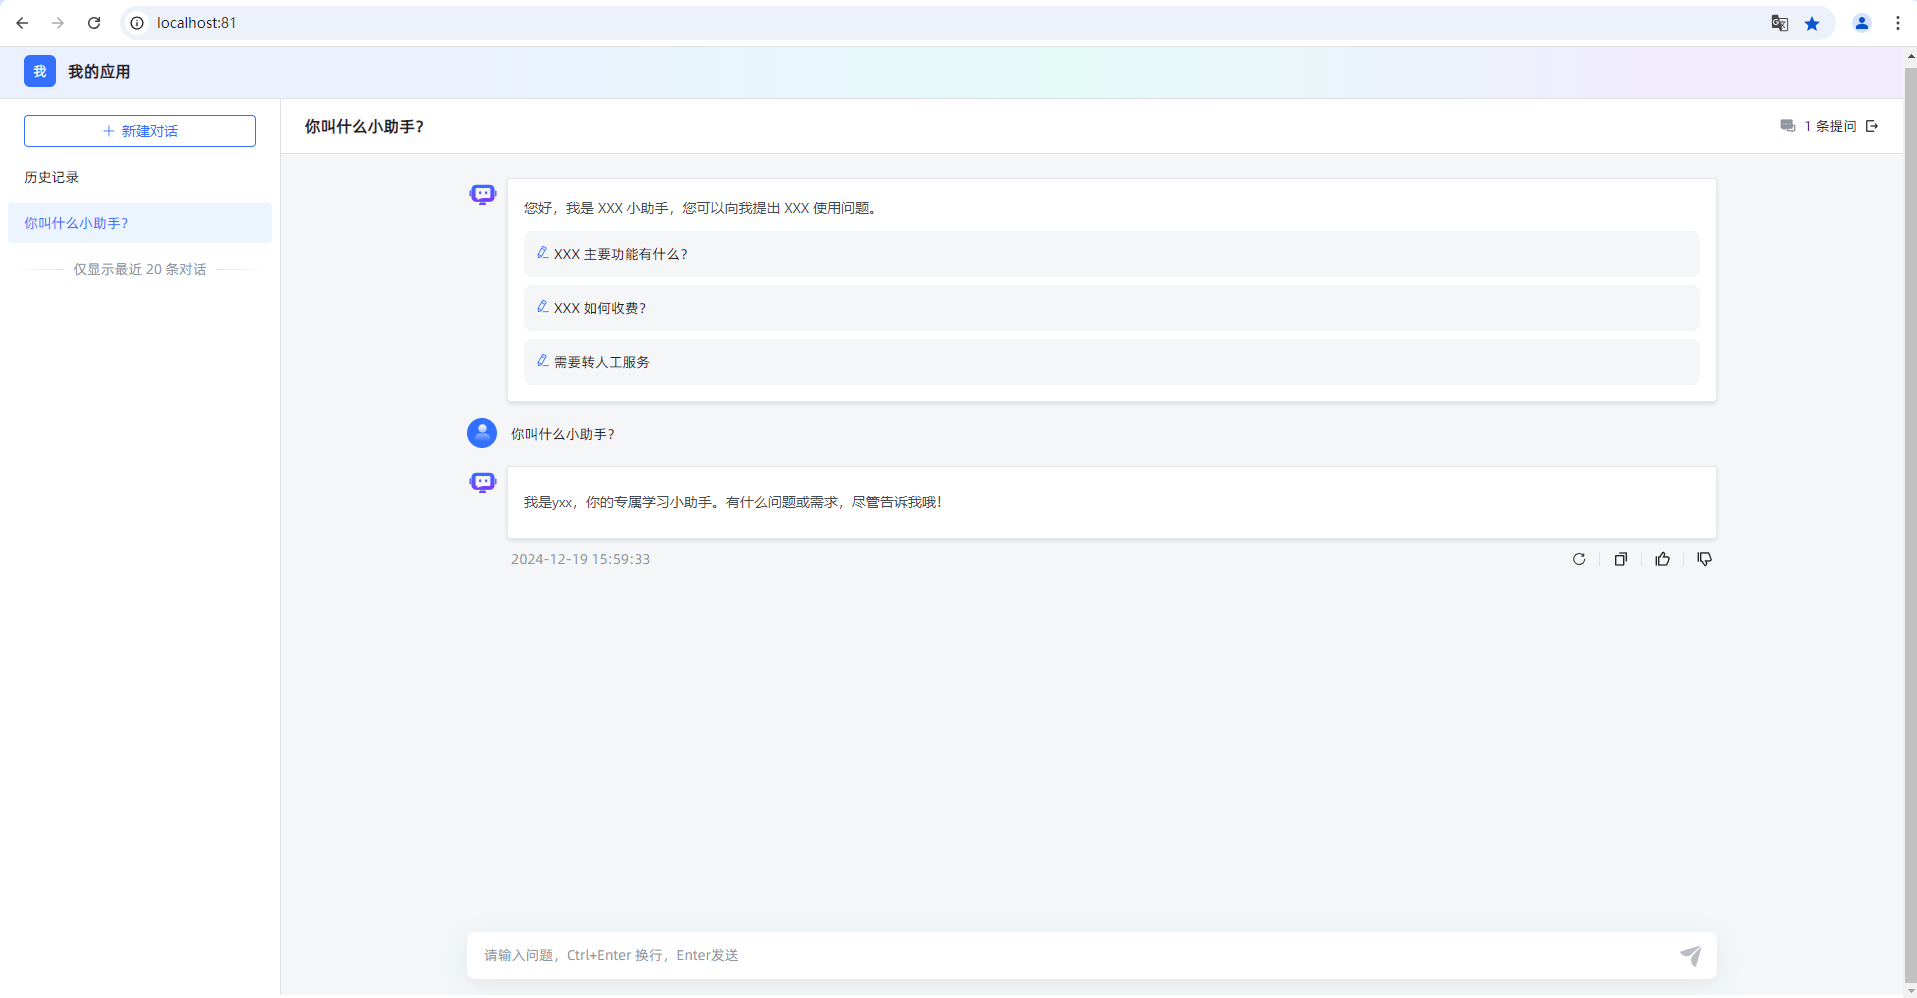 localhost:81
我 我的应用
新建对话
历史记录
你叫什么小助手?
仅显示最近 20 条对话
你叫什么小助手?
1 条提问
您好，我是 XXX 小助手，您可以向我提出 XXX 使用问题。
XXX 主要功能有什么?
XXX 如何收费?
需要转人工服务
你叫什么小助手?
我是yxx，你的专属学习小助手。有什么问题或需求，尽管告诉我哦!
2024-12-19 15:59:33
请输入问题，Ctrl+Enter 换行，Enter发送